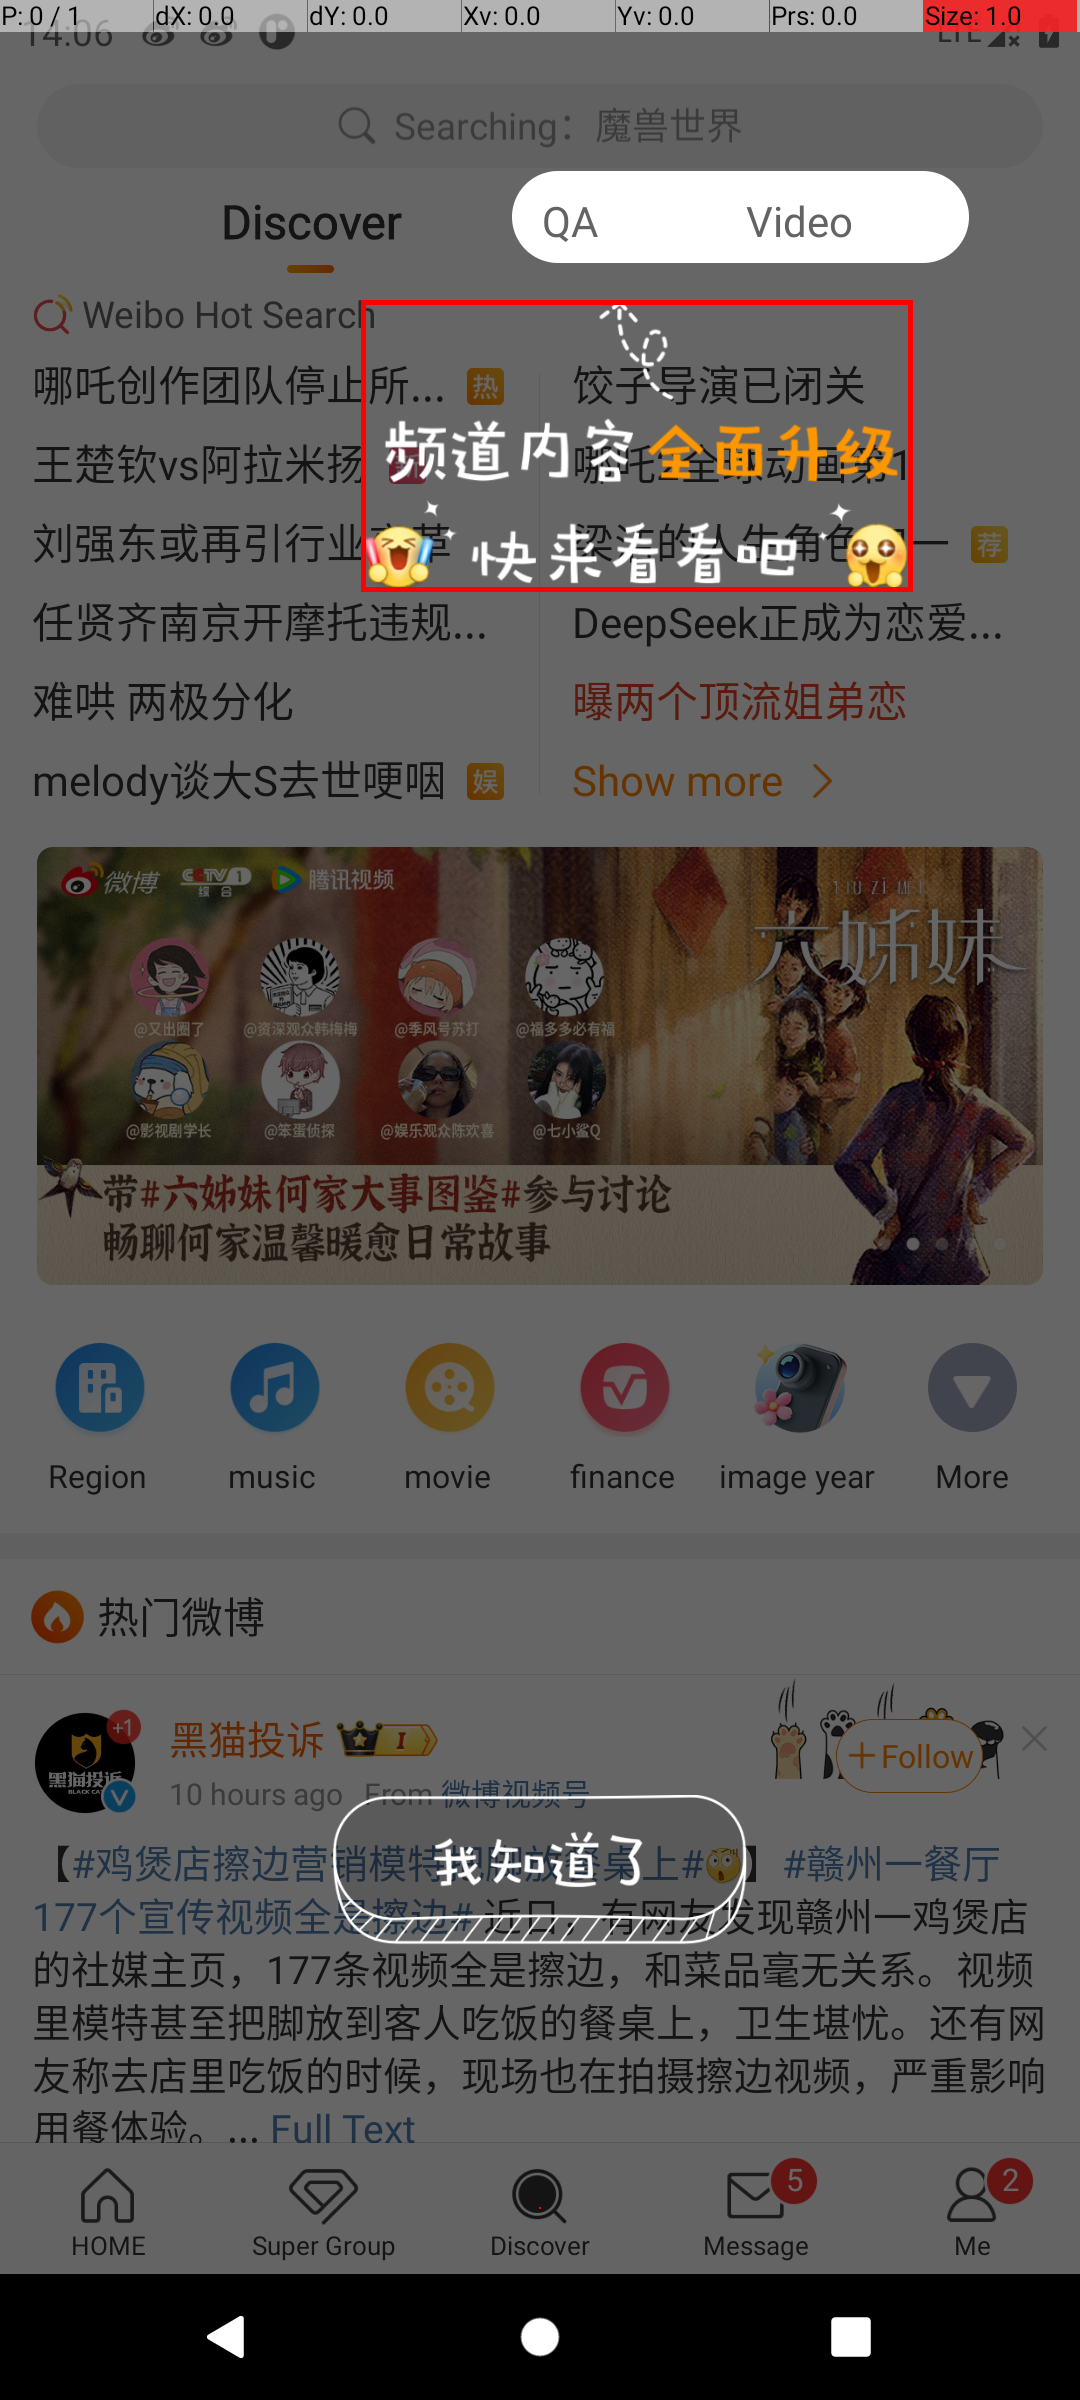 P: 0 / 1
dX: 0.0
dY: 0.0
Xv: 0.0
Yv: 0.0
Prs: 0.0
Size: 1.0
14:06
LTE
Searching：魔兽世界
Discover
QA
Video
Weibo Hot Search
频道内容全面升级
快来看看吧
哪吒创作团队停止所...
热
饺子导演已闭关
王楚钦vs阿拉米扬
刘强东或再引行业变革
荐
任贤齐南京开摩托违规...
DeepSeek正成为恋爱...
难哄 两极分化
曝两个顶流姐弟恋
melody谈大S去世哽咽
娱
Show more
微博
CCTV 1
综合
腾讯视频
LIU ZI MEI
六姊妹
@又出圈了
@资深观众韩梅梅
@季风号苏打
@福多多必有福
@影视剧学长
@笨蛋侦探
@娱乐观众陈欢喜
@七小鲨Q
带#六姊妹何家大事图鉴#参与讨论
畅聊何家温馨暖愈日常故事
Region
music
movie
finance
image year
More
热门微博
黑猫投诉
BLACK CAT
+1
黑猫投诉
I
10 hours ago
From 微博视频号
+Follow
我知道了
【#鸡煲店擦边营销模特把脚放餐桌上#】 #赣州一餐厅
177个宣传视频全是擦边# 近日，有网友发现赣州一鸡煲店
的社媒主页，177条视频全是擦边，和菜品毫无关系。视频
里模特甚至把脚放到客人吃饭的餐桌上，卫生堪忧。还有网
友称去店里吃饭的时候，现场也在拍摄擦边视频，严重影响
用餐体验。... Full Text
HOME
Super Group
Discover
Message
5
Me
2